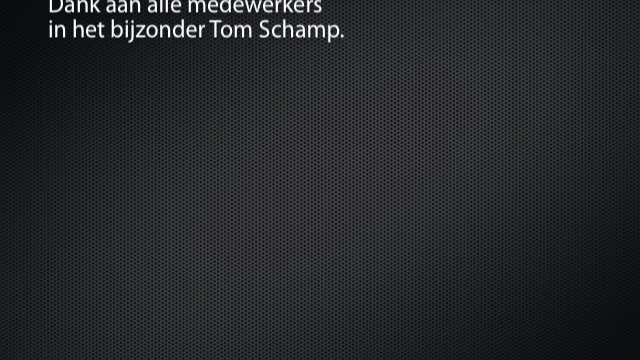 Dank aan alle medewerkers
in het bijzonder Tom Schamp.